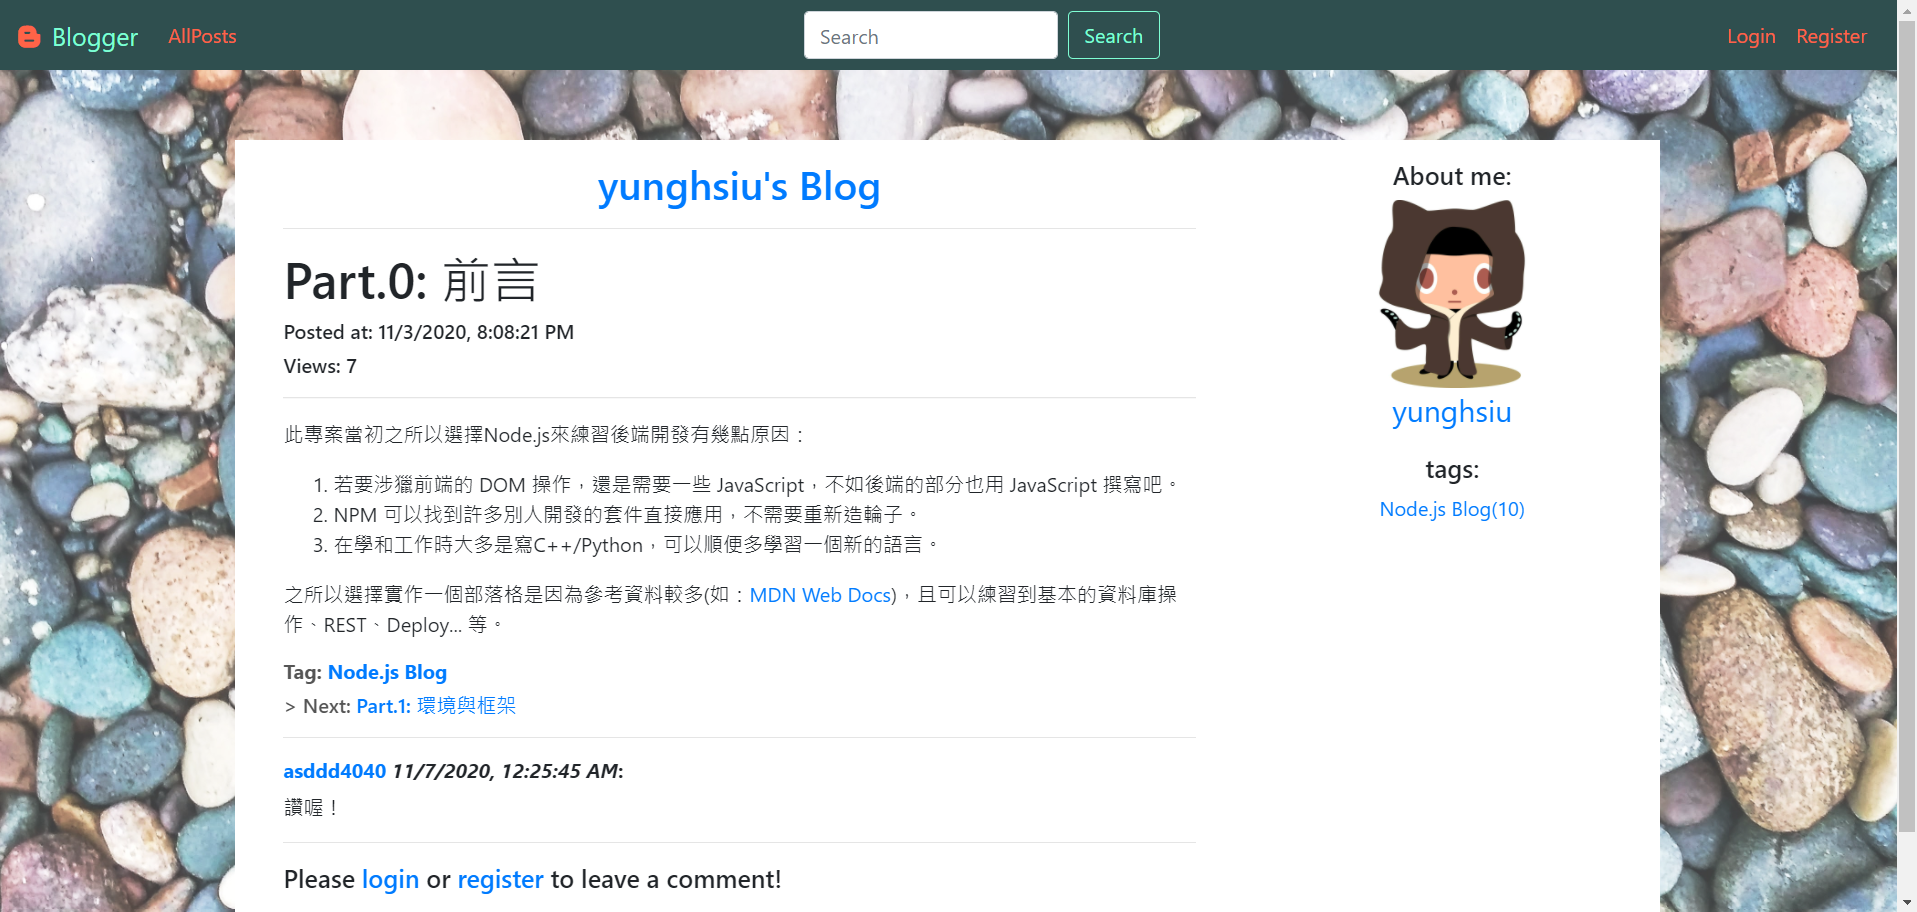 Blogger AllPosts Search Search Login Register
yunghsiu's Blog
Part.0: 前言
Posted at: 11/3/2020, 8:08:21 PM
Views: 7
此專案當初之所以選擇Node.js來練習後端開發有幾點原因：
1. 若要涉獵前端的 DOM 操作，還是需要一些 JavaScript，不如後端的部分也用 JavaScript 撰寫吧。
2. NPM 可以找到許多別人開發的套件直接應用，不需要重新造輪子。
3. 在學和工作時大多是寫C++/Python，可以順便多學習一個新的語言。
之所以選擇實作一個部落格是因為參考資料較多(如：MDN Web Docs)，且可以練習到基本的資料庫操
作、REST、Deploy... 等。
Tag: Node.js Blog
> Next: Part.1: 環境與框架
asddd4040 11/7/2020, 12:25:45 AM:
讚喔！
Please login or register to leave a comment!
About me:
yunghsiu
tags:
Node.js Blog(10)